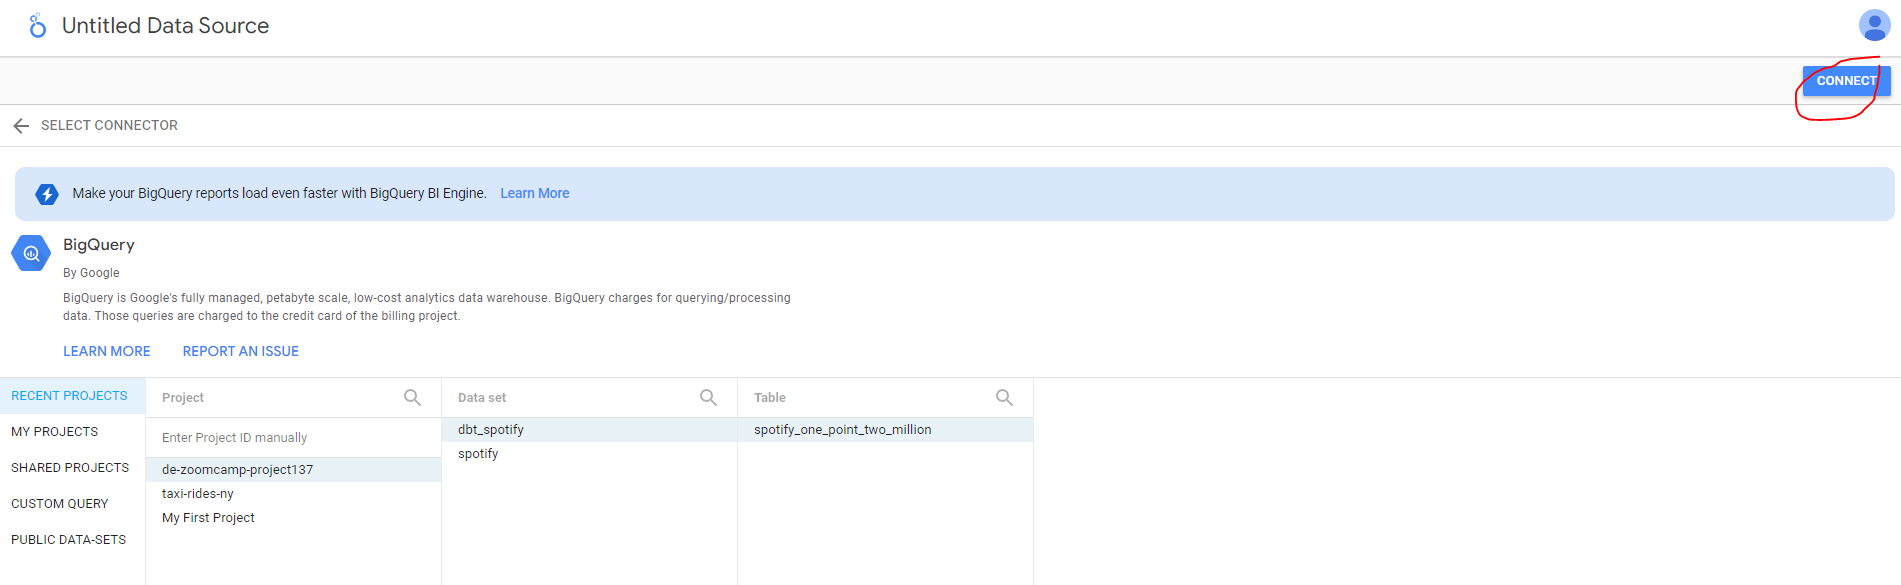 Untitled Data Source
CONNECT
SELECT CONNECTOR
Make your BigQuery reports load even faster with BigQuery BI Engine. Learn More
BigQuery
By Google
BigQuery is Google's fully managed, petabyte scale, low-cost analytics data warehouse. BigQuery charges for querying/processing
data. Those queries are charged to the credit card of the billing project.
LEARN MORE REPORT AN ISSUE
RECENT PROJECTS
MY PROJECTS
SHARED PROJECTS
CUSTOM QUERY
PUBLIC DATA-SETS
Project
Enter Project ID manually
de-zoomcamp-project137
taxi-rides-ny
My First Project
Data set
dbt_spotify
spotify
Table
spotify_one_point_two_million